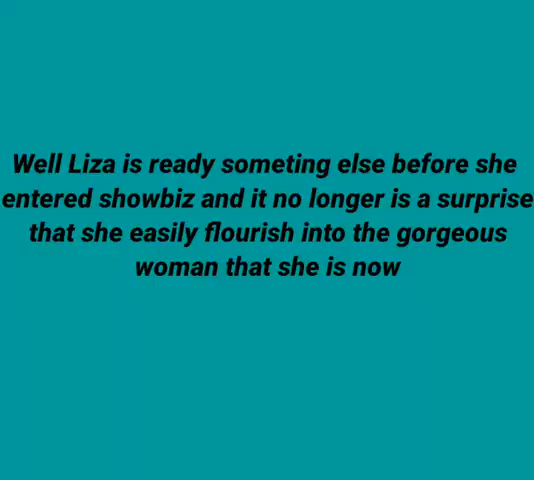 Well Liza is ready someting else before she
entered showbiz and it no longer is a surprise
that she easily flourish into the gorgeous
woman that she is now